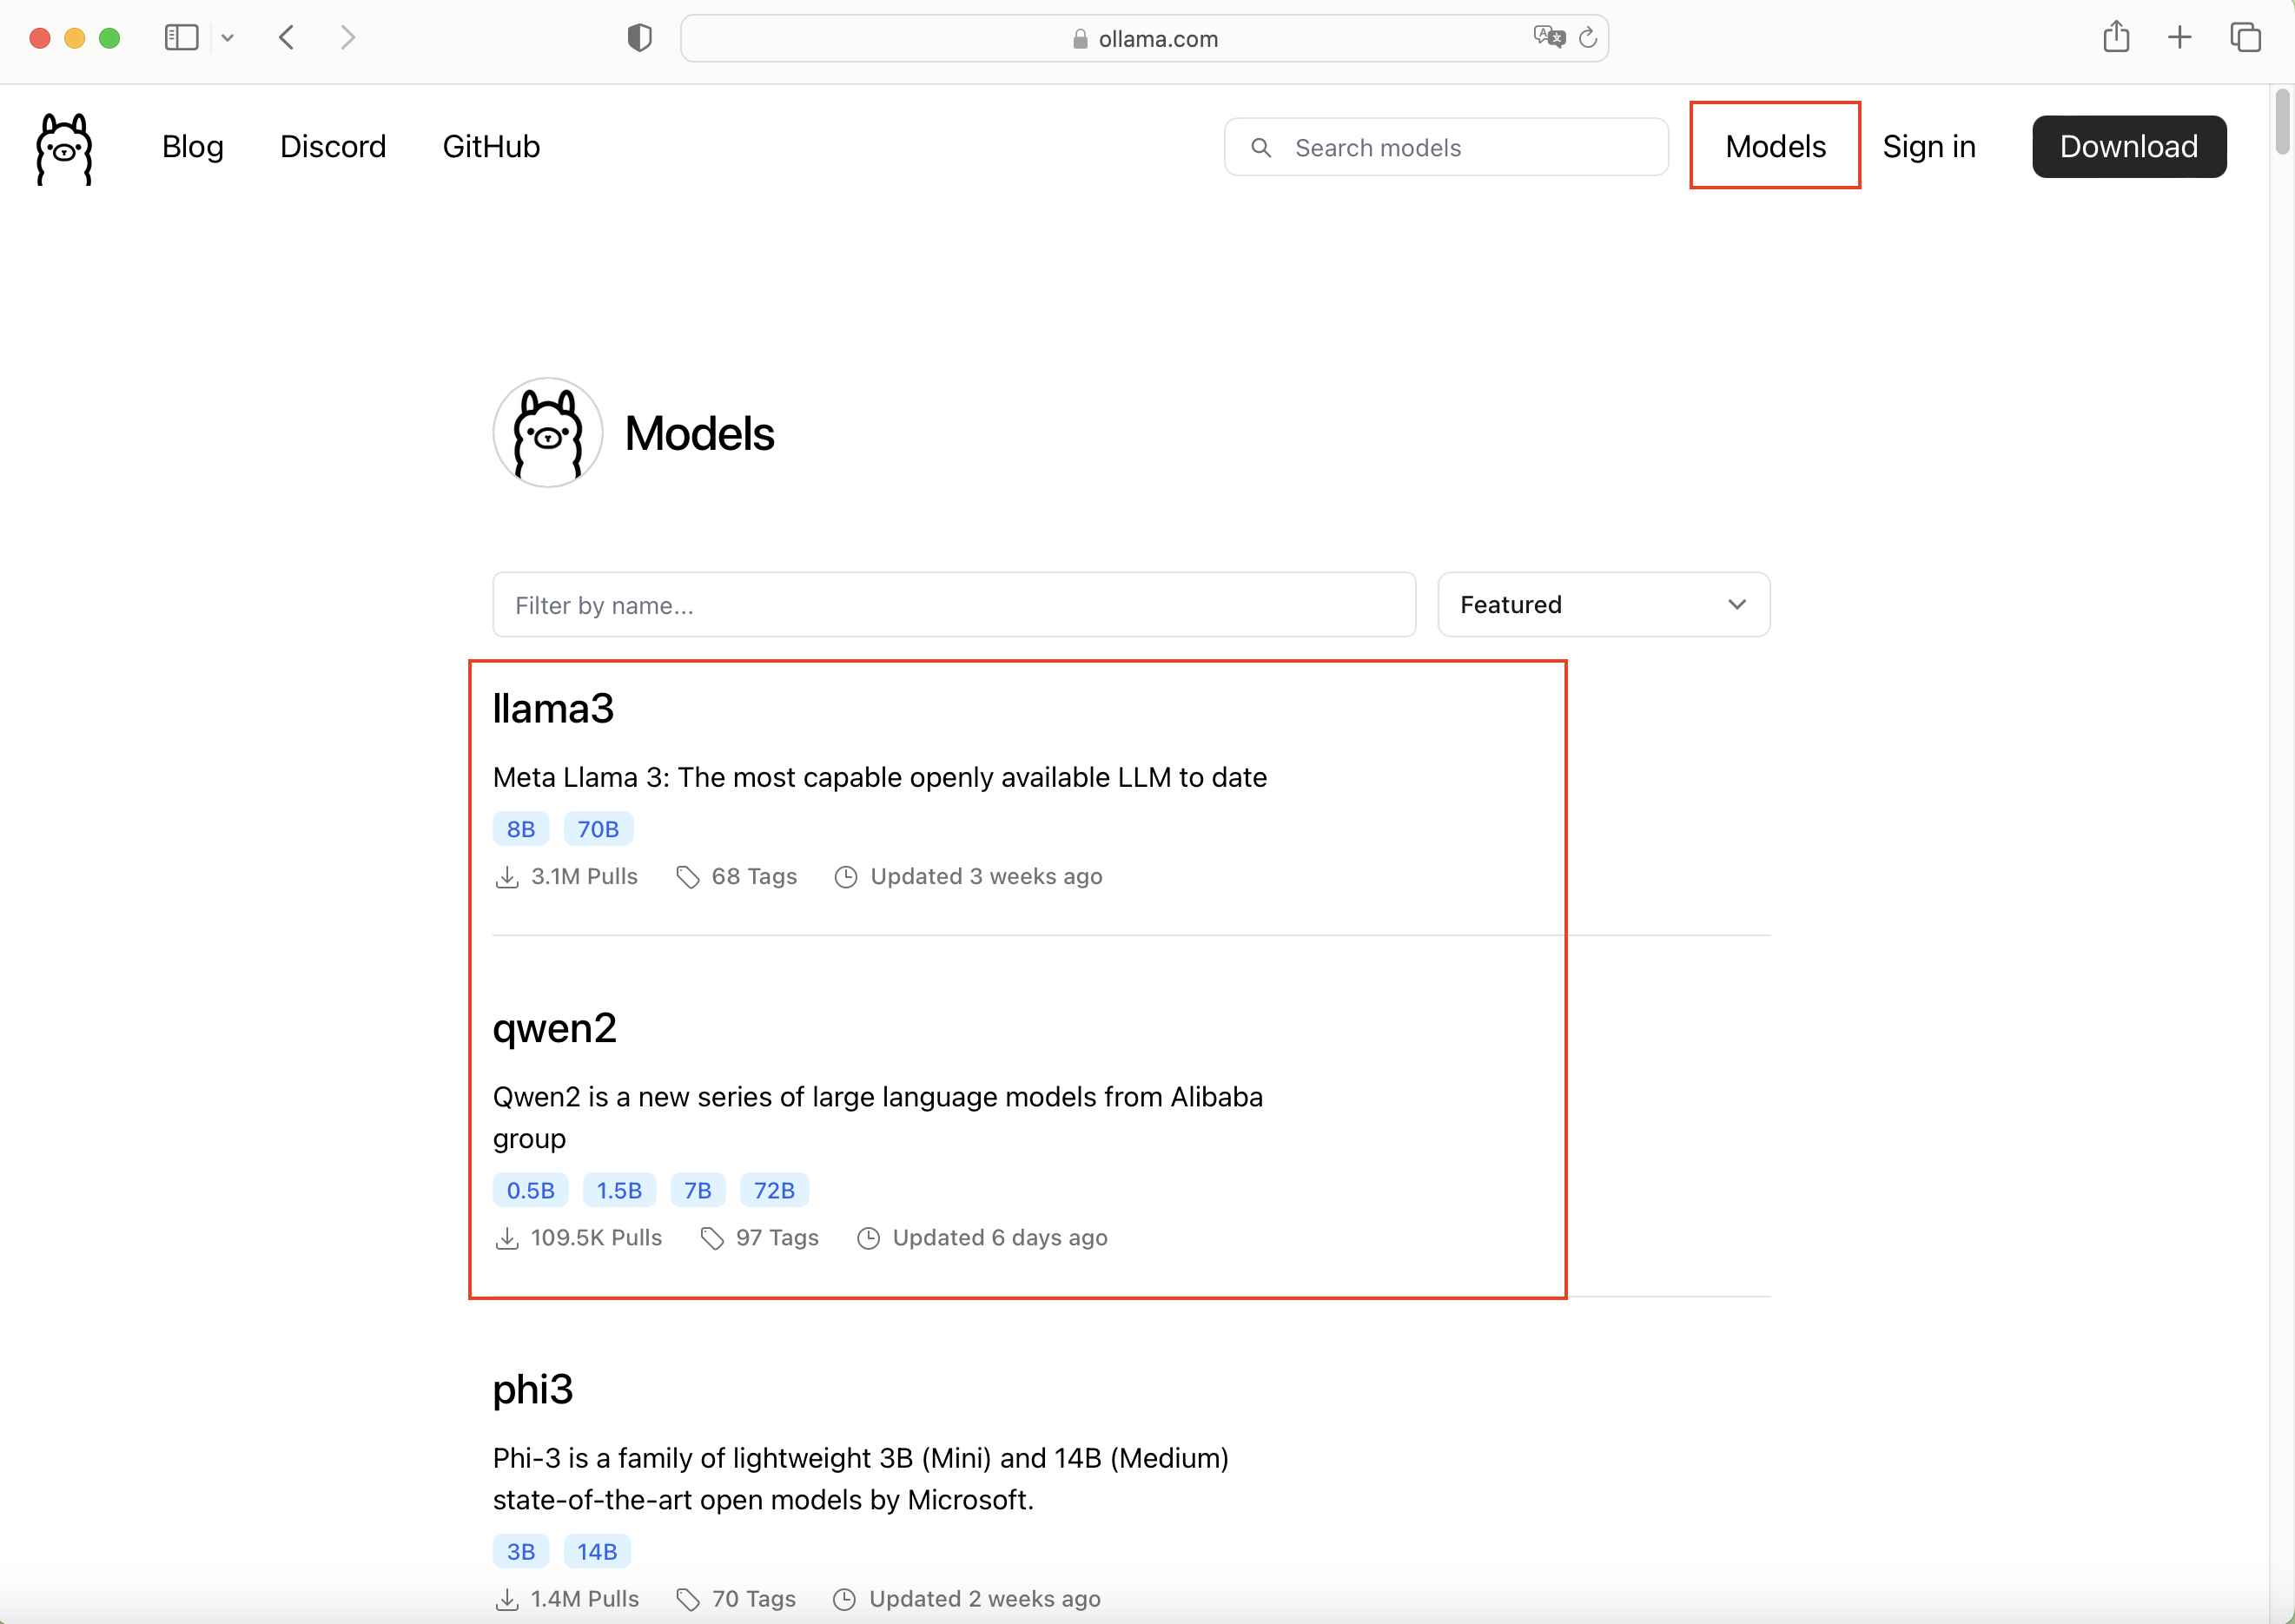 ollama.com
Blog Discord GitHub Search models Models Sign in Download
Models
Filter by name... Featured
llama3
Meta Llama 3: The most capable openly available LLM to date
8B 70B
3.1M Pulls 68 Tags Updated 3 weeks ago
qwen2
Qwen2 is a new series of large language models from Alibaba
group
0.5B 1.5B 7B 72B
109.5K Pulls 97 Tags Updated 6 days ago
phi3
Phi-3 is a family of lightweight 3B (Mini) and 14B (Medium)
state-of-the-art open models by Microsoft.
3B 14B
1.4M Pulls 70 Tags Updated 2 weeks ago